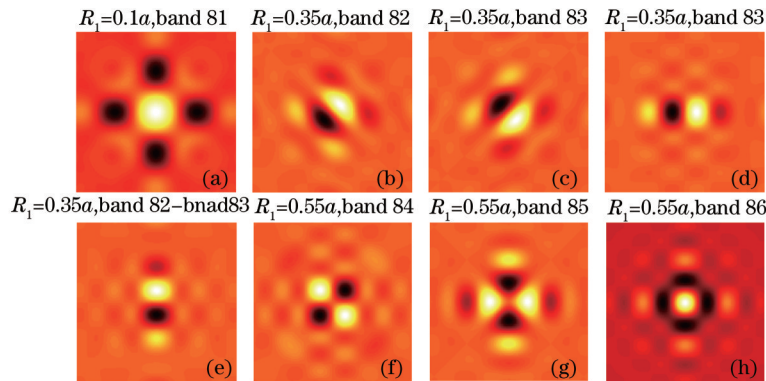 R₁=0.1a,band 81 R₁=0.35a,band 82 R₁=0.35a,band 83 R₁=0.35a,band 83
(a) (b) (c) (d)
R₁=0.35a,band 82–bnad83 R₁=0.55a,band 84 R₁=0.55a,band 85 R₁=0.55a,band 86
(e) (f) (g) (h)